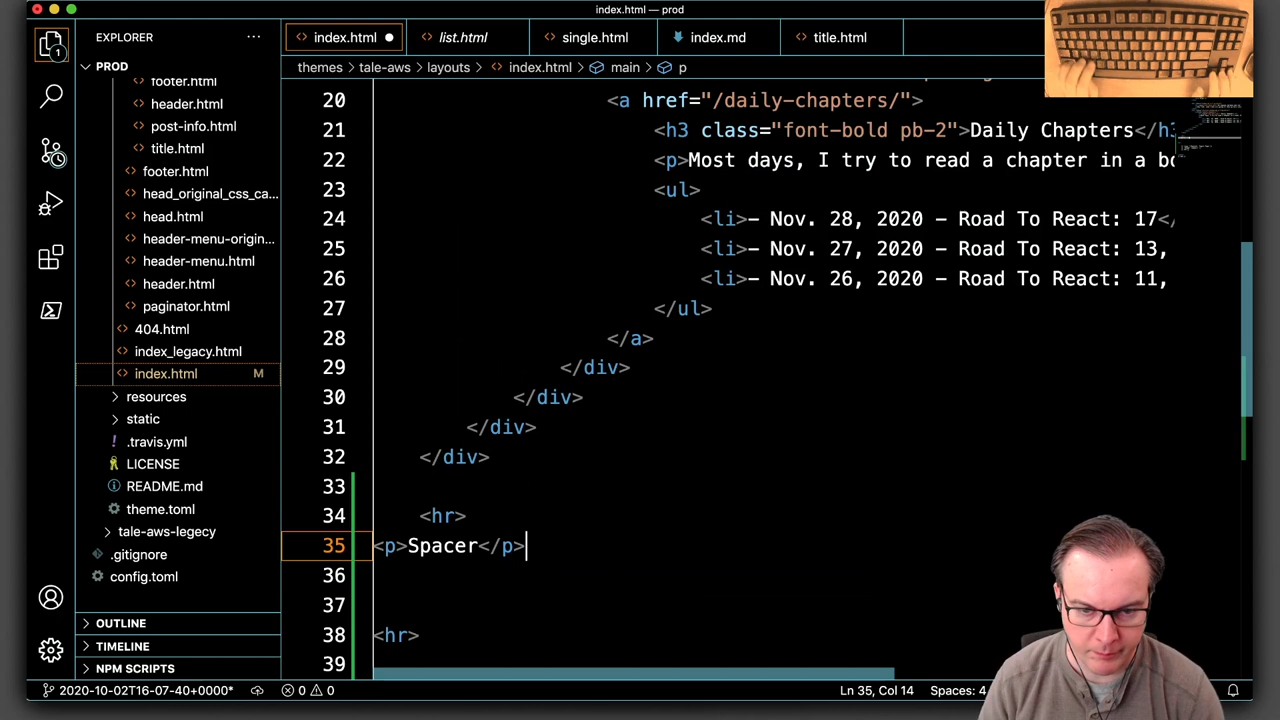 index.html — prod
EXPLORER
index.html
list.html
single.html
index.md
title.html
PROD
themes > tale-aws > layouts > index.html > main > p
footer.html
header.html
post-info.html
title.html
footer.html
head_original_css_ca...
head.html
header-menu-origin...
header-menu.html
header.html
paginator.html
404.html
index_legacy.html
index.html M
resources
static
.travis.yml
LICENSE
README.md
theme.toml
tale-aws-legacy
.gitignore
config.toml
OUTLINE
TIMELINE
NPM SCRIPTS
20 <a href="/daily-chapters/">
21 <h3 class="font-bold pb-2">Daily Chapters</h3
22 <p>Most days, I try to read a chapter in a bo
23 <ul>
24 <li>– Nov. 28, 2020 – Road To React: 17</
25 <li>– Nov. 27, 2020 – Road To React: 13,
26 <li>– Nov. 26, 2020 – Road To React: 11,
27 </ul>
28 </a>
29 </div>
30 </div>
31 </div>
32 </div>
33
34 <hr>
35 <p>Spacer</p>
36
37
38 <hr>
39
2020-10-02T16-07-40+0000*
0 0
Ln 35, Col 14
Spaces: 4